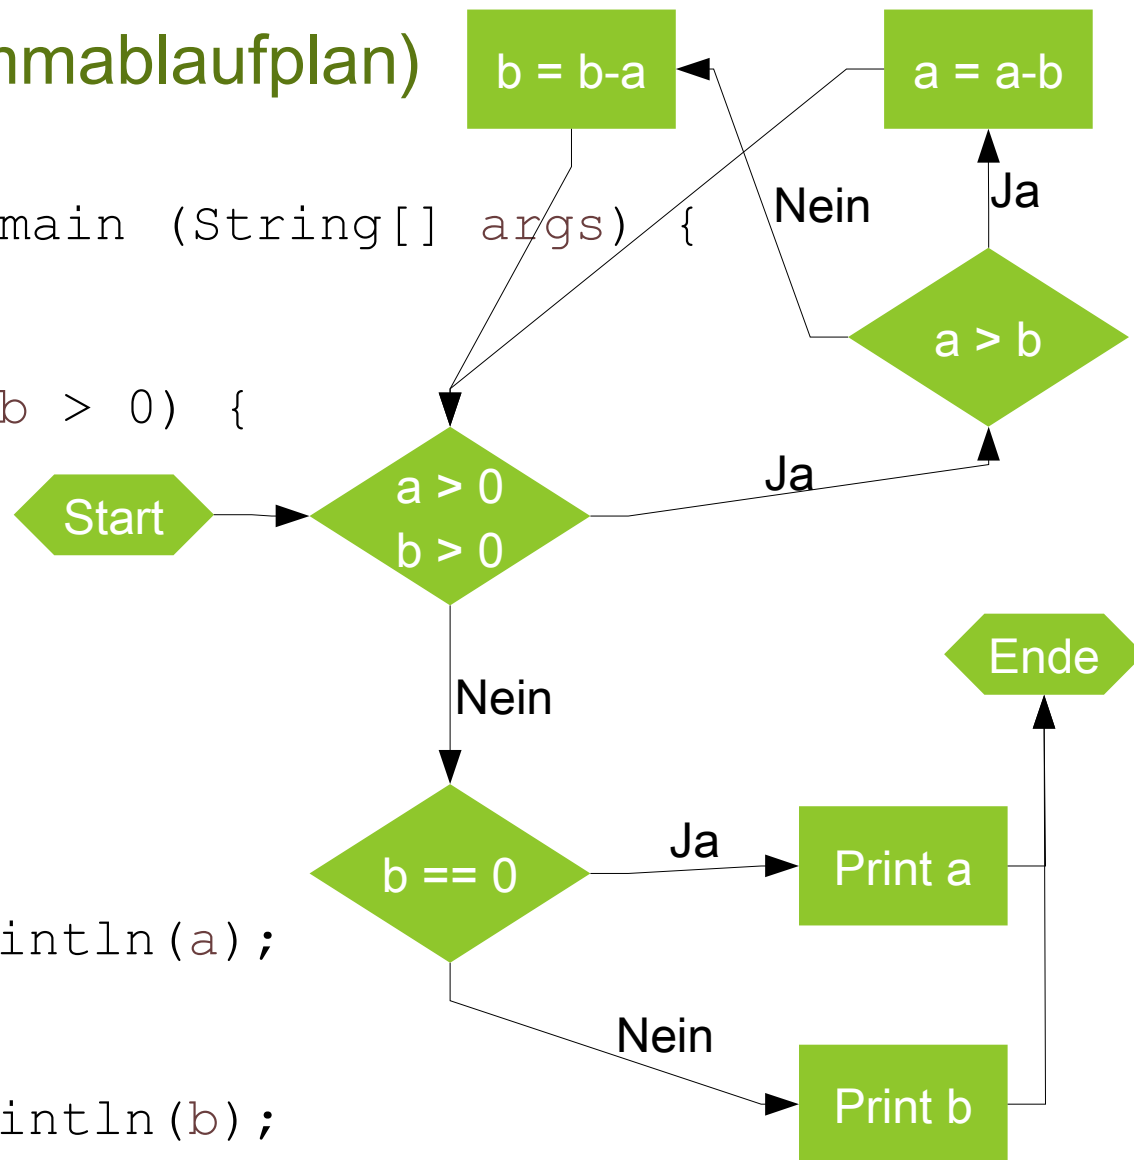 mmablaufplan)
b = b-a
a = a-b
Nein
Ja
main (String[] args) {
a > b
b > 0) {
Start
a > 0
b > 0
Ja
Ende
Nein
b == 0
Ja
Print a
intln(a);
Nein
Print b
intln(b);